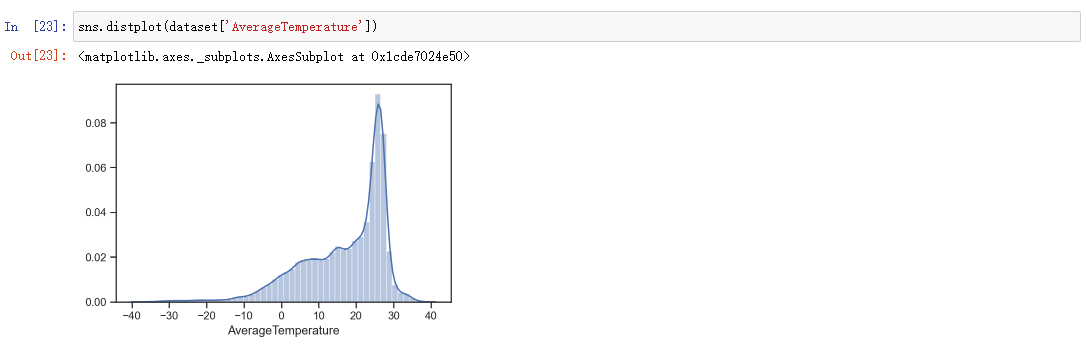 In [23]: sns.distplot(dataset['AverageTemperature'])
Out[23]: <matplotlib.axes._subplots.AxesSubplot at 0x1cde7024e50>
0.08
0.06
0.04
0.02
0.00
−40 −30 −20 −10 0 10 20 30 40
AverageTemperature